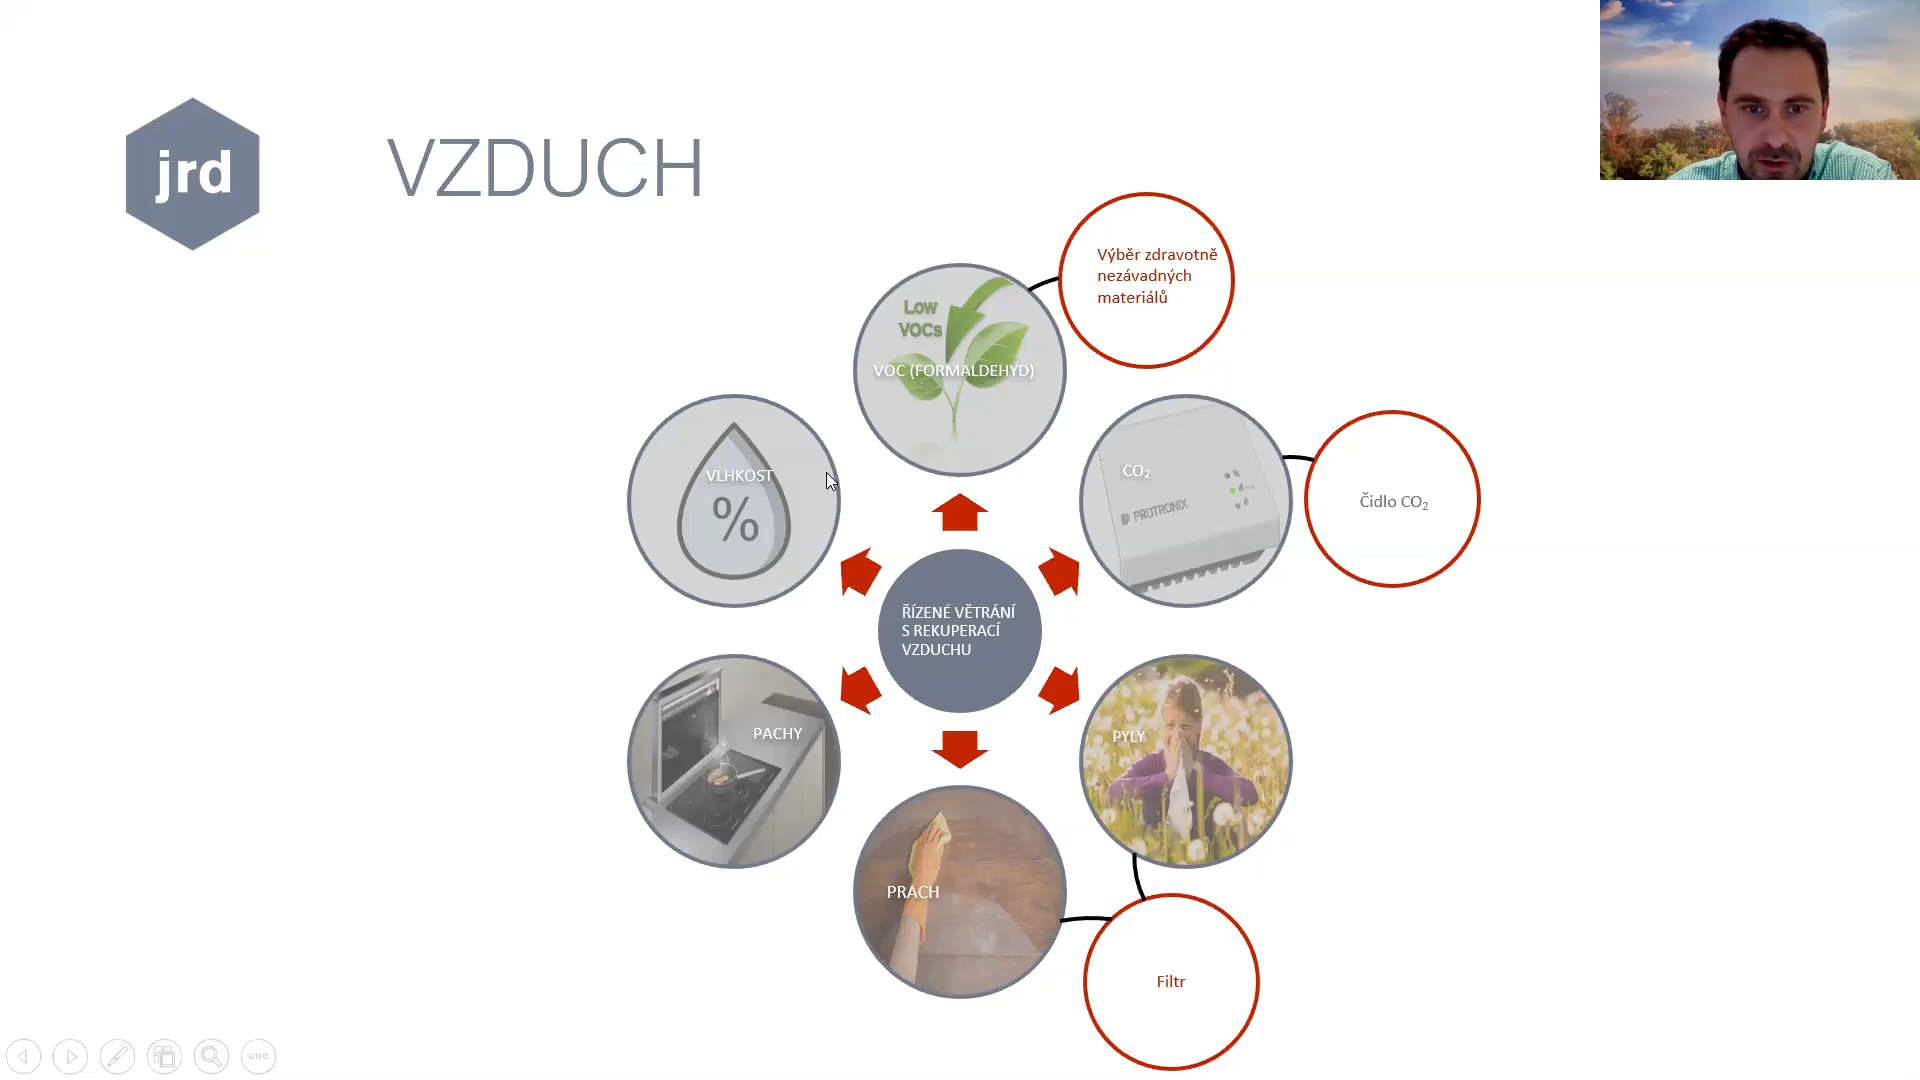 jrd
VZDUCH
Výběr zdravotně
nezávadných
materiálů
Low
VOCs
VOC (FORMALDEHYD)
VLHKOST
%
CO₂
PROTRONIX
Čidlo CO₂
ŘÍZENÉ VĚTRÁNÍ
S REKUPERACÍ
VZDUCHU
PACHY
PYLY
PRACH
Filtr